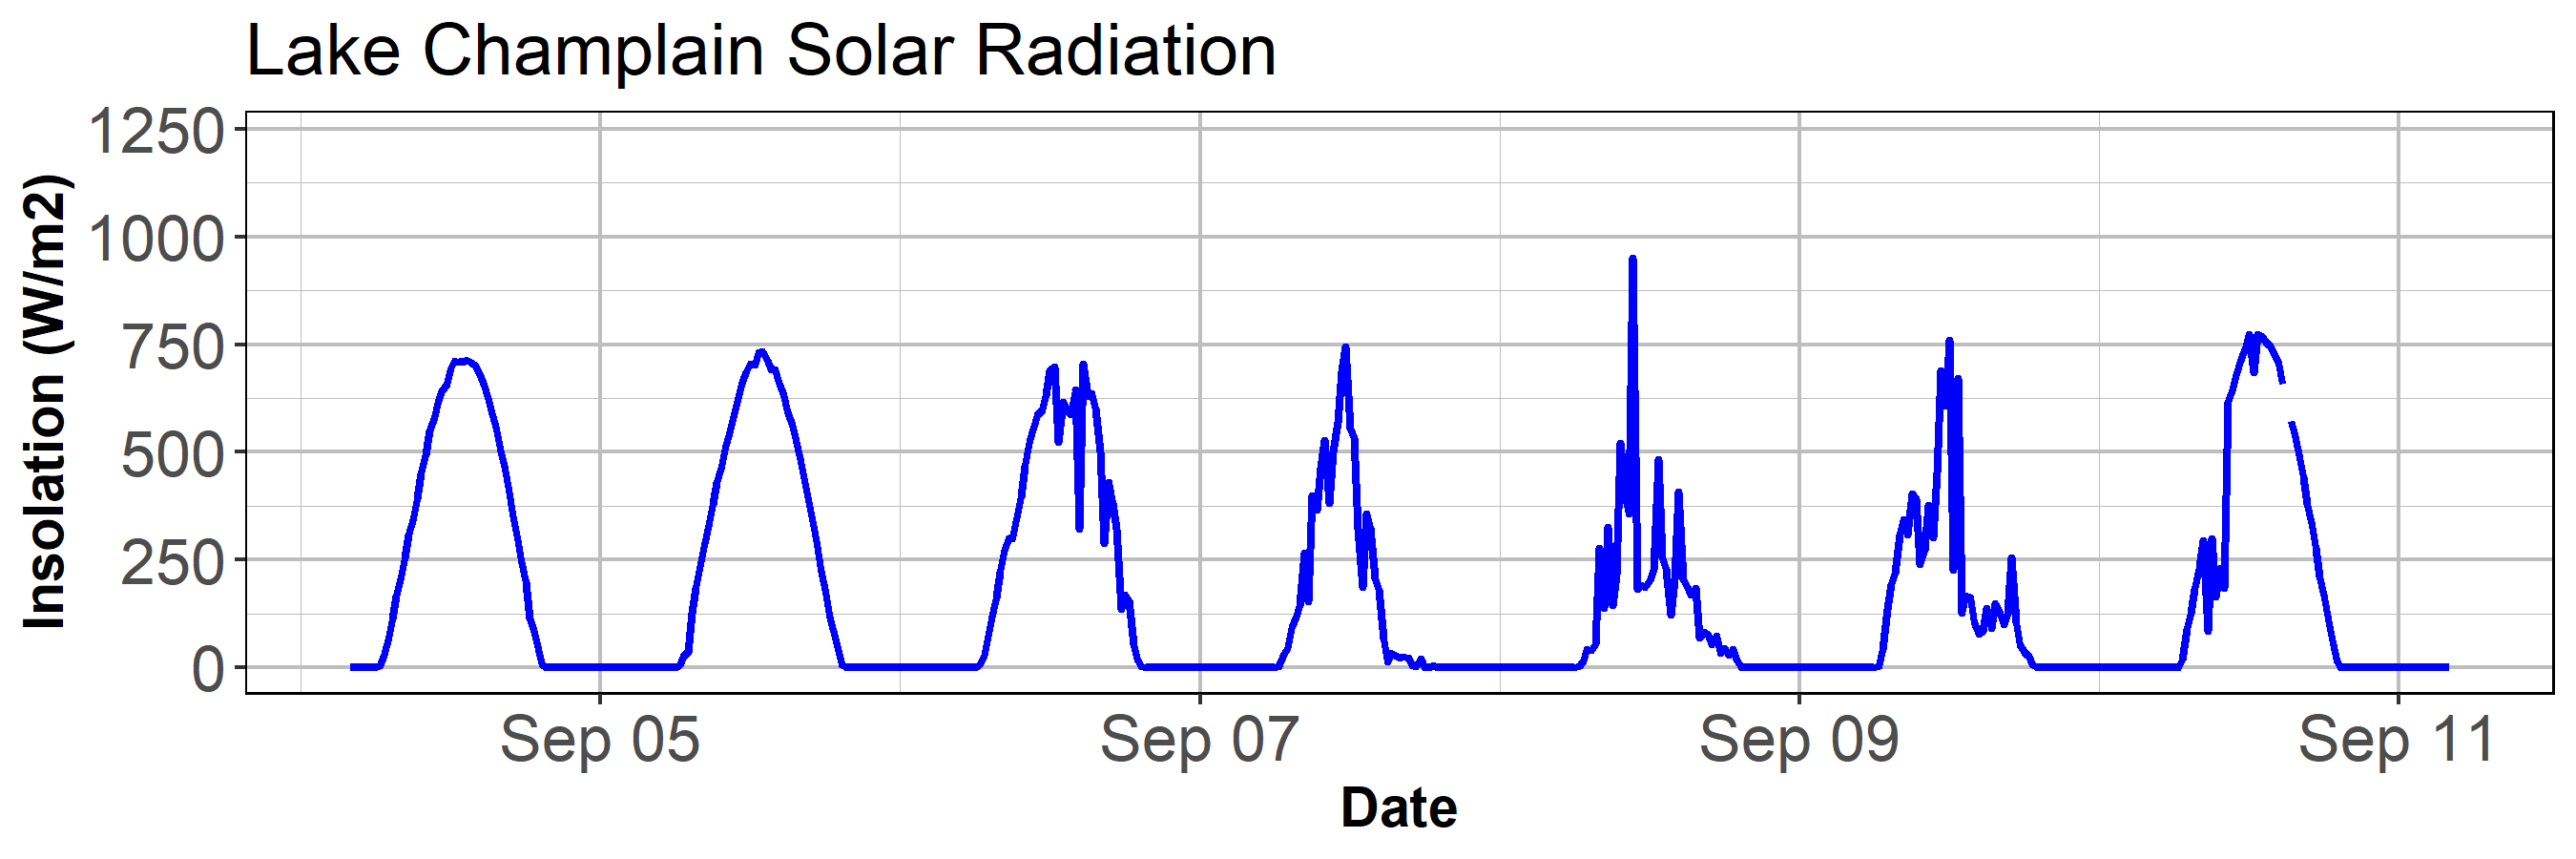 Lake Champlain Solar Radiation
1250
1000
750
500
250
0
Insolation (W/m2)
Sep 05
Sep 07
Sep 09
Sep 11
Date